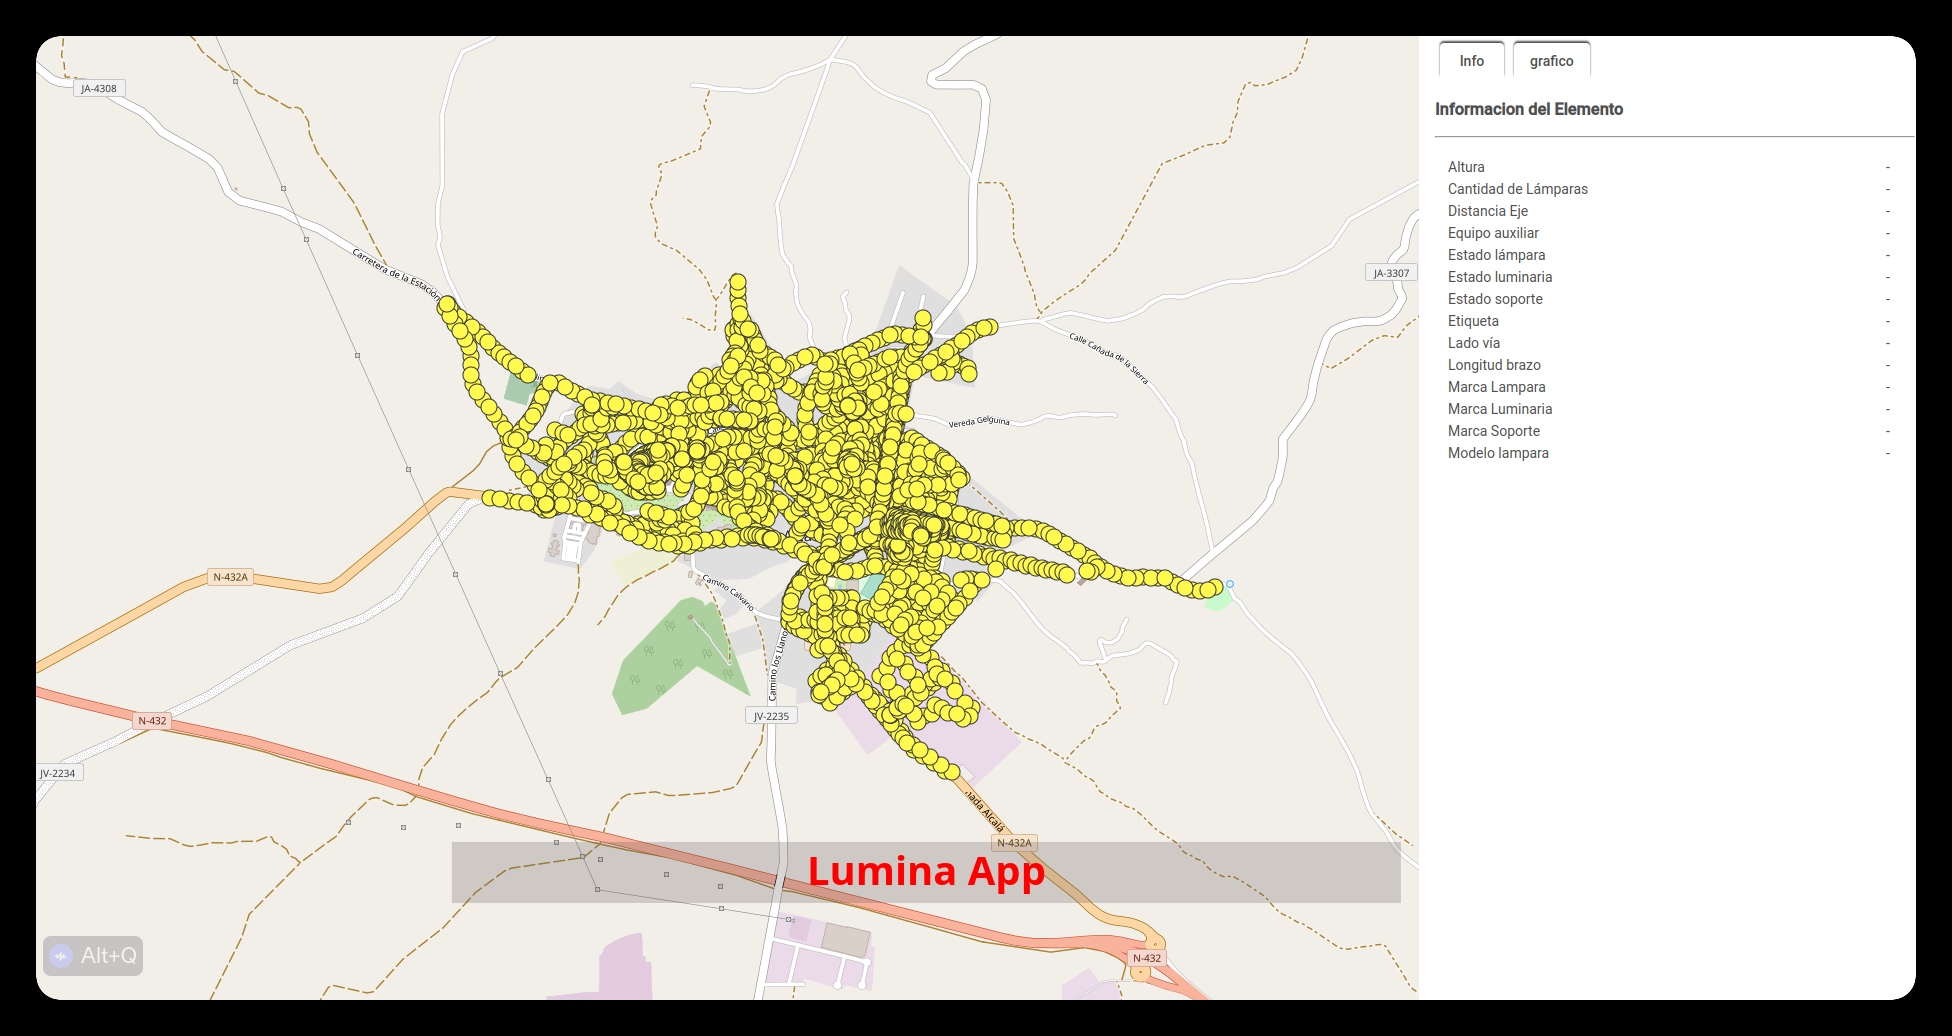 Info
grafico
Informacion del Elemento
Altura -
Cantidad de Lámparas -
Distancia Eje -
Equipo auxiliar -
Estado lámpara -
Estado luminaria -
Estado soporte -
Etiqueta -
Lado vía -
Longitud brazo -
Marca Lampara -
Marca Luminaria -
Marca Soporte -
Modelo lampara -
JA-4308
Carretera de la Estación
JA-3307
Calle Cañada de la Sierra
Vereda Gelguina
N-432A
Camino Calvario
Camino los Llano
JV-2235
N-432
JV-2234
nada Alcalá
N-432A
Lumina App
Alt+Q
N-432